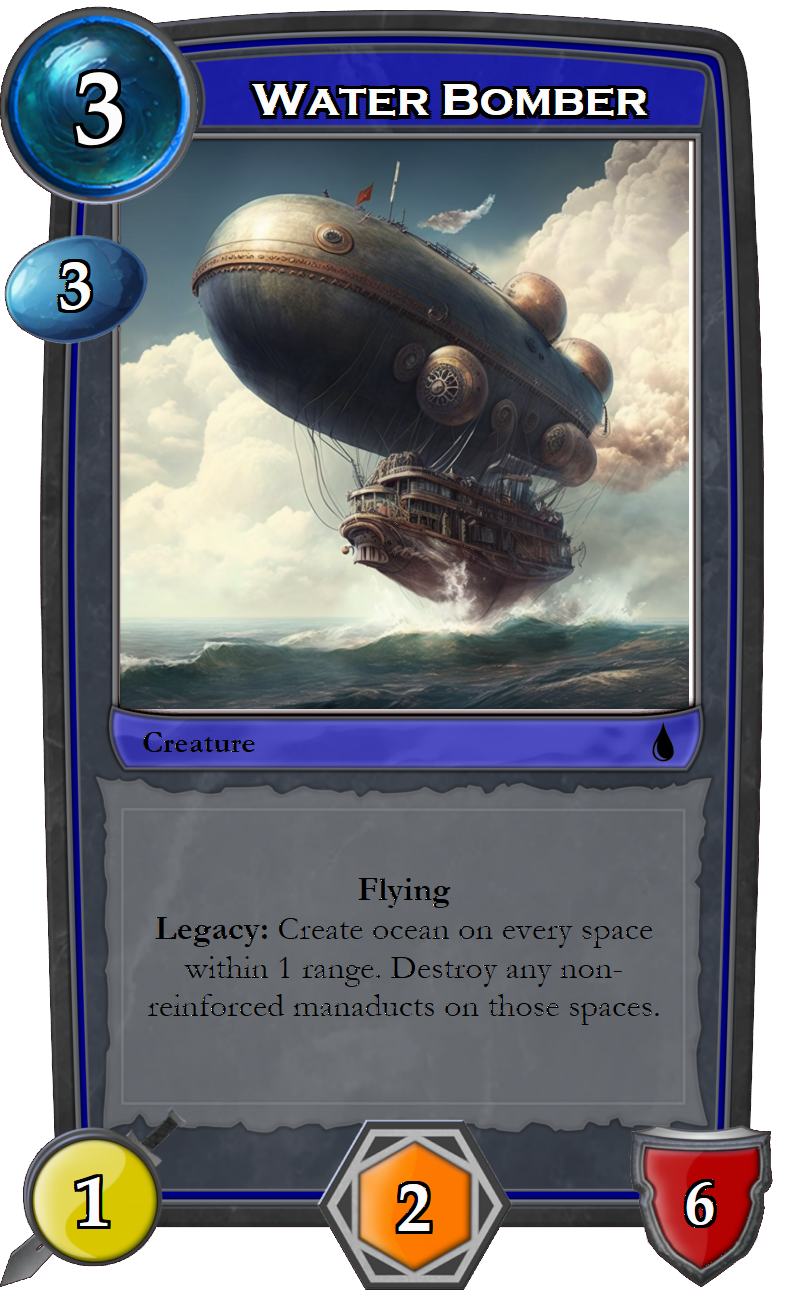 3
WATER BOMBER
3
Creature
Flying
Legacy: Create ocean on every space
within 1 range. Destroy any non-
reinforced manaducts on those spaces.
1
2
6